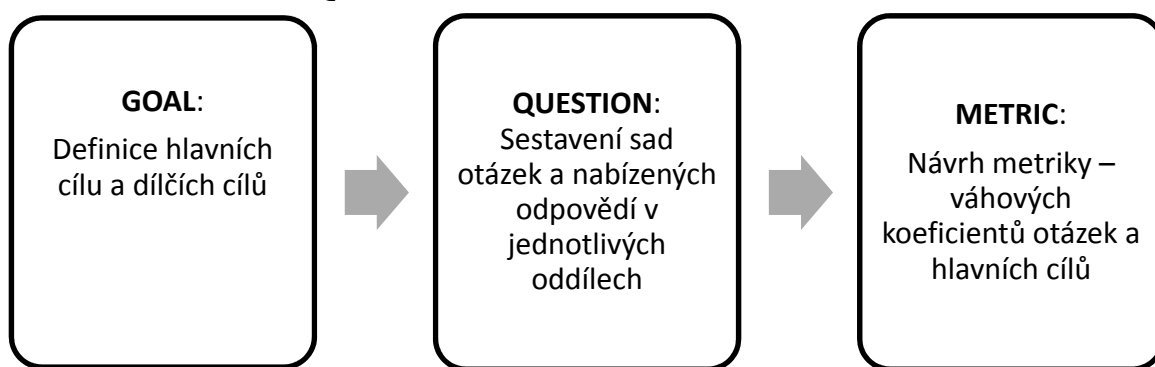 GOAL:
Definice hlavních
cílu a dílčích cílů
QUESTION:
Sestavení sad
otázek a nabízených
odpovědí v
jednotlivých
oddílech
METRIC:
Návrh metriky –
váhových
koeficientů otázek a
hlavních cílů